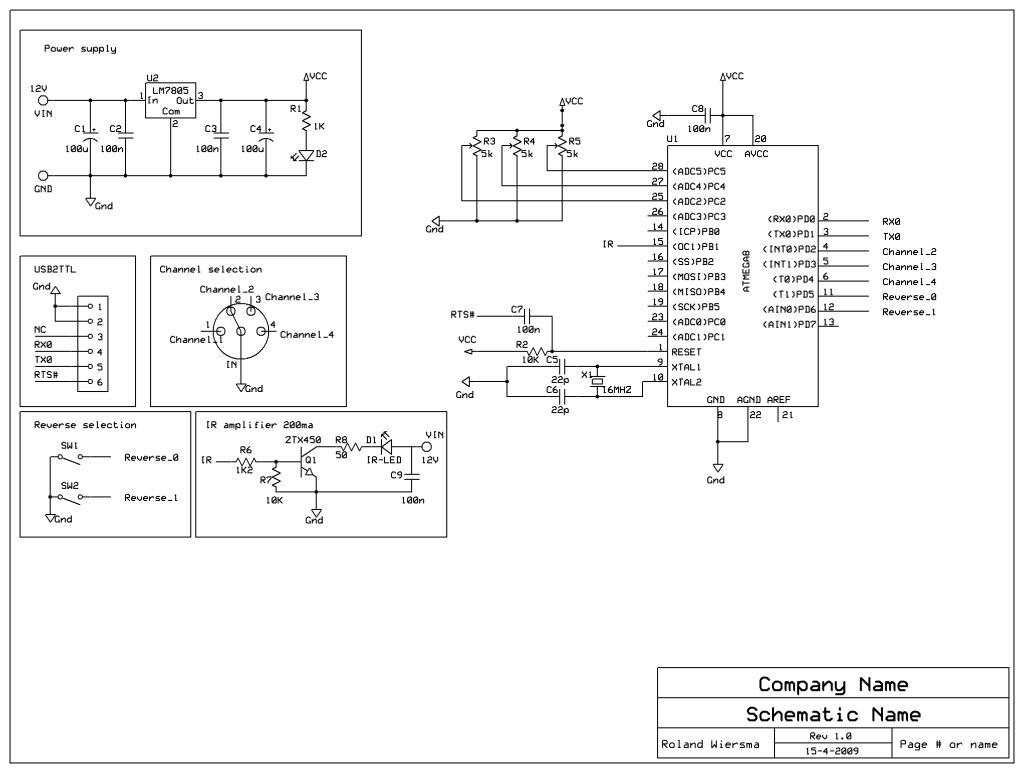 Power supply
U2
LM7805
In Out
Com
1
3
2
12V
VIN
GND
C1
100u
C2
100n
C3
100n
C4
100u
VCC
R1
1K
D2
Gnd
USB2TTL
Gnd
NC
RX0
TX0
RTS#
1
2
3
4
5
6
Channel selection
Channel_2
2 3 Channel_3
1
Channel_1
4
Channel_4
IN
Gnd
Reverse selection
SW1
Reverse_0
SW2
Reverse_1
Gnd
IR amplifier 200ma
IR
R6
1K2
R7
10K
ZTX450
Q1
R8
50
D1
IR-LED
VIN
12V
C9
100n
Gnd
VCC
R3
5k
R4
5k
R5
5k
Gnd
IR
RTS#
C7
100n
VCC
R2
10K
C5
22p
C6
22p
X1
16MHZ
Gnd
VCC
C8
100n
Gnd
U1
7 20
VCC AVCC
ATMEGA8
28 (ADC5)PC5
27 (ADC4)PC4
25 (ADC2)PC2
26 (ADC3)PC3
14 (ICP)PB0
15 (OC1)PB1
16 (SS)PB2
17 (MOSI)PB3
18 (MISO)PB4
19 (SCK)PB5
23 (ADC0)PC0
24 (ADC1)PC1
1 RESET
9 XTAL1
10 XTAL2
(RX0)PD0 2 RX0
(TX0)PD1 3 TX0
(INT0)PD2 4 Channel_2
(INT1)PD3 5 Channel_3
(T0)PD4 6 Channel_4
(T1)PD5 11 Reverse_0
(AIN0)PD6 12 Reverse_1
(AIN1)PD7 13
GND AGND AREF
8 22 21
Gnd
Company Name
Schematic Name
Roland Wiersma
Rev 1.0
15-4-2009
Page # or name